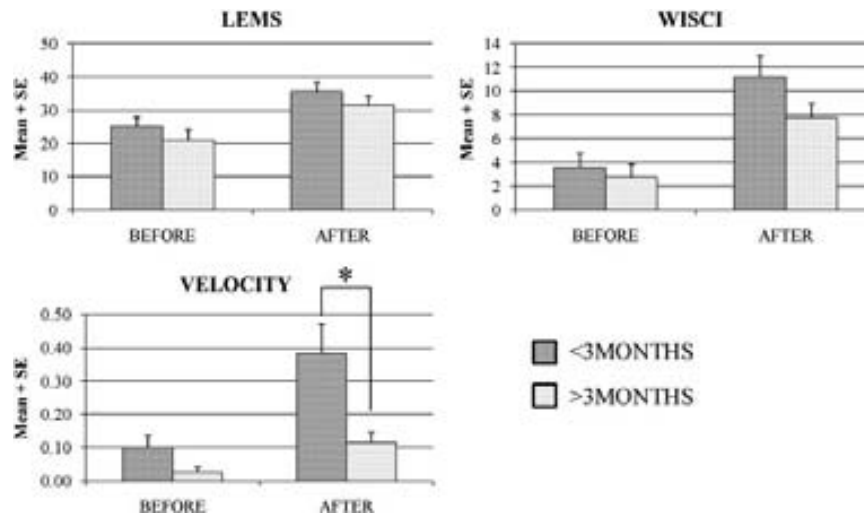 LEMS
Mean + SE
50
40
30
20
10
0
BEFORE
AFTER
WISCI
Mean + SE
14
12
10
8
6
4
2
0
BEFORE
AFTER
VELOCITY
*
Mean + SE
0.50
0.40
0.30
0.20
0.10
0.00
BEFORE
AFTER
<3MONTHS
>3MONTHS